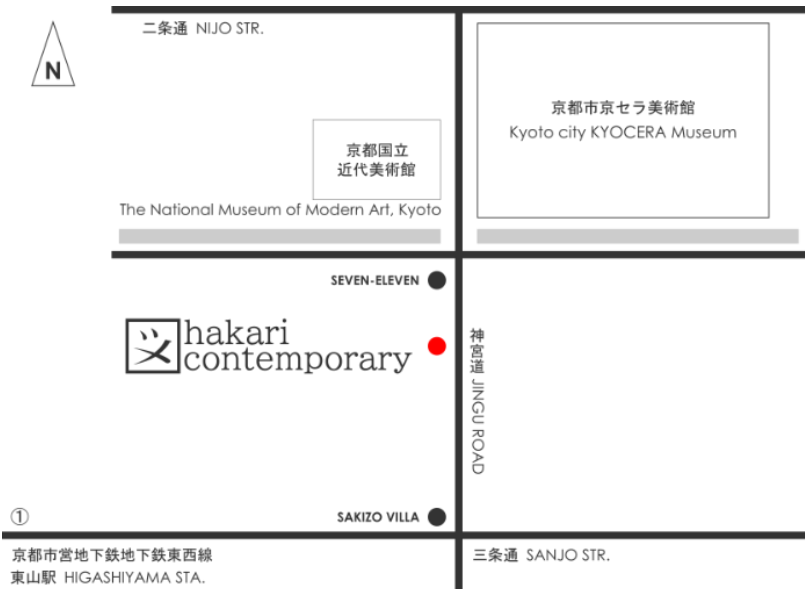 二条通 NIJO STR.
N
京都市京セラ美術館
Kyoto city KYOCERA Museum
京都国立
近代美術館
The National Museum of Modern Art, Kyoto
SEVEN-ELEVEN
hakari
contemporary
神宮道 JINGU ROAD
①
SAKIZO VILLA
京都市営地下鉄地下鉄東西線
東山駅 HIGASHIYAMA STA.
三条通 SANJO STR.